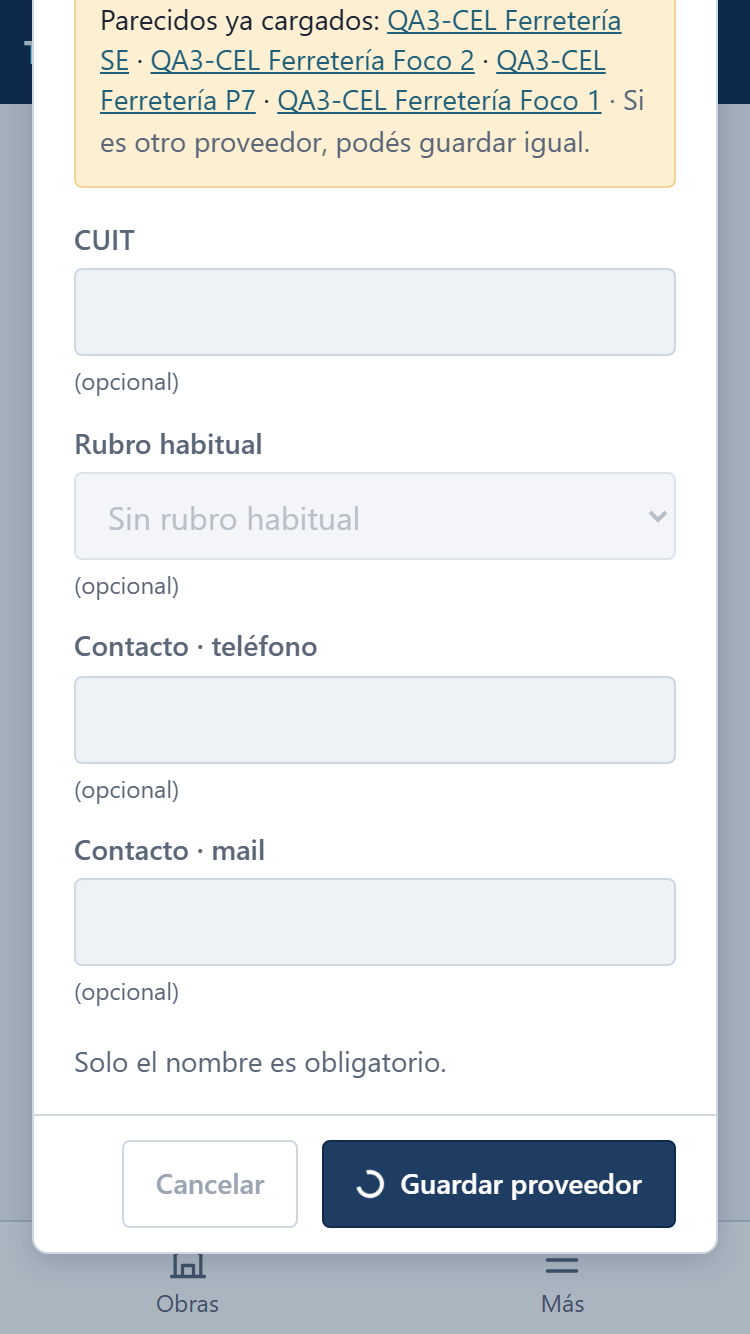 Parecidos ya cargados: QA3-CEL Ferretería
SE · QA3-CEL Ferretería Foco 2 · QA3-CEL
Ferretería P7 · QA3-CEL Ferretería Foco 1 · Si
es otro proveedor, podés guardar igual.
CUIT
(opcional)
Rubro habitual
Sin rubro habitual
(opcional)
Contacto · teléfono
(opcional)
Contacto · mail
(opcional)
Solo el nombre es obligatorio.
Cancelar
Guardar proveedor
Obras
Más